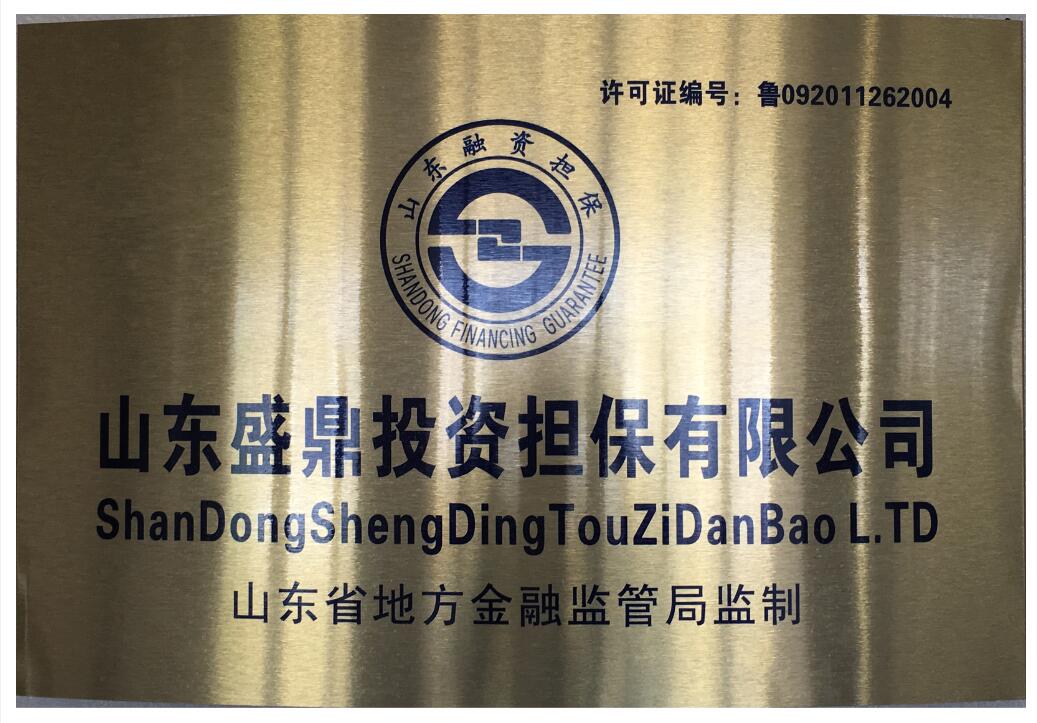 许可证编号：鲁092011262004
山东融资担保
SHANDONG FINANCING GUARANTEE
山东盛鼎投资担保有限公司
ShanDongShengDingTouZiDanBao L.TD
山东省地方金融监管局监制